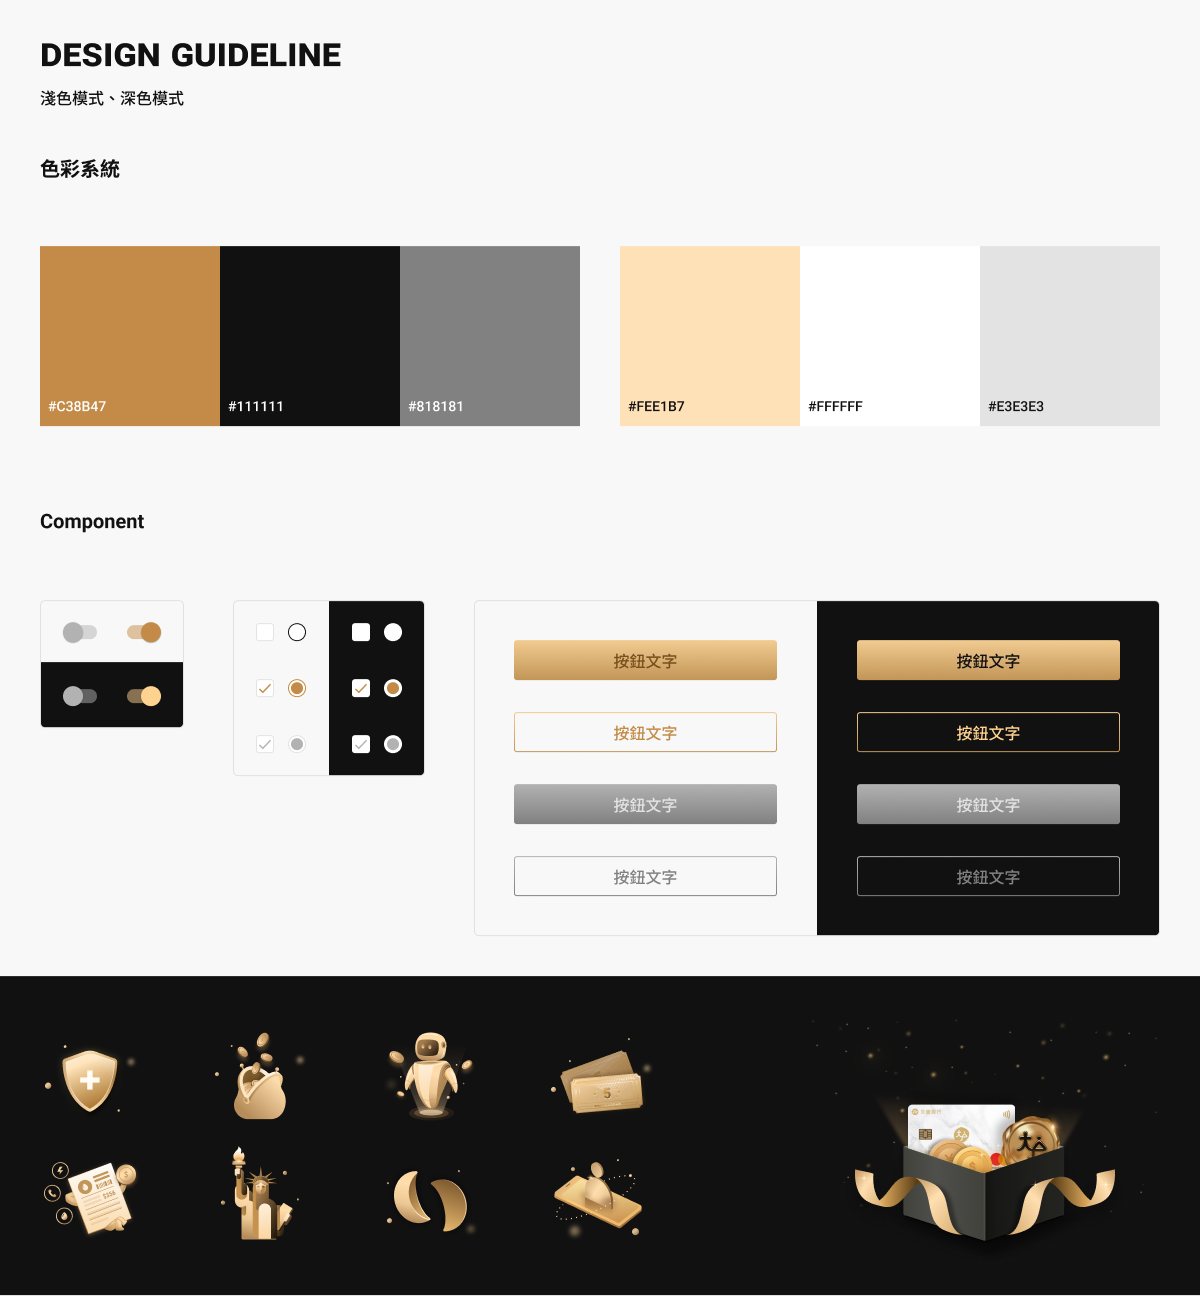 DESIGN GUIDELINE
淺色模式、深色模式
色彩系統
#C38B47
#111111
#818181
#FEE1B7
#FFFFFF
#E3E3E3
Component
按鈕文字
按鈕文字
按鈕文字
按鈕文字
按鈕文字
按鈕文字
按鈕文字
按鈕文字
5